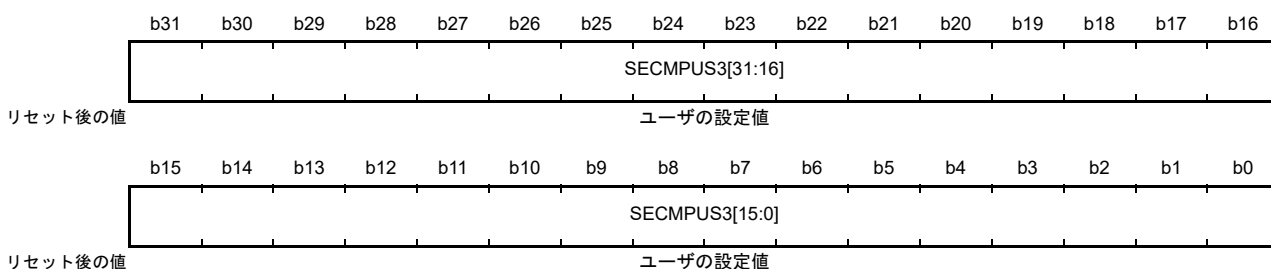 b31 b30 b29 b28 b27 b26 b25 b24 b23 b22 b21 b20 b19 b18 b17 b16
SECMPUS3[31:16]
リセット後の値 ユーザの設定値
b15 b14 b13 b12 b11 b10 b9 b8 b7 b6 b5 b4 b3 b2 b1 b0
SECMPUS3[15:0]
リセット後の値 ユーザの設定値